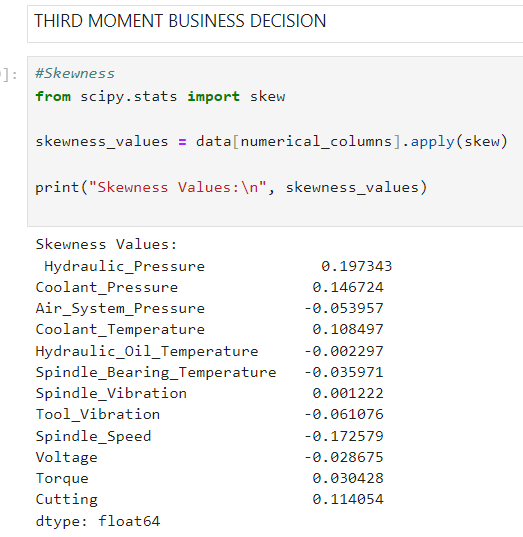 THIRD MOMENT BUSINESS DECISION
]:
#Skewness
from scipy.stats import skew
skewness_values = data[numerical_columns].apply(skew)
print("Skewness Values:\n", skewness_values)
Skewness Values:
Hydraulic_Pressure 0.197343
Coolant_Pressure 0.146724
Air_System_Pressure -0.053957
Coolant_Temperature 0.108497
Hydraulic_Oil_Temperature -0.002297
Spindle_Bearing_Temperature -0.035971
Spindle_Vibration 0.001222
Tool_Vibration -0.061076
Spindle_Speed -0.172579
Voltage -0.028675
Torque 0.030428
Cutting 0.114054
dtype: float64